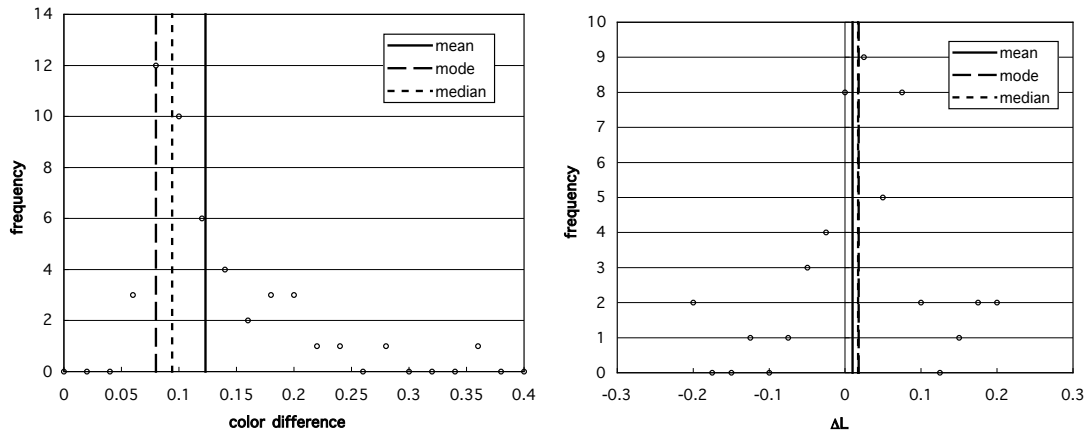 14
12
10
8
6
4
2
0
frequency
0 0.05 0.1 0.15 0.2 0.25 0.3 0.35 0.4
color difference
mean
mode
median
10
9
8
7
6
5
4
3
2
1
0
frequency
-0.3 -0.2 -0.1 0 0.1 0.2 0.3
ΔL
mean
mode
median